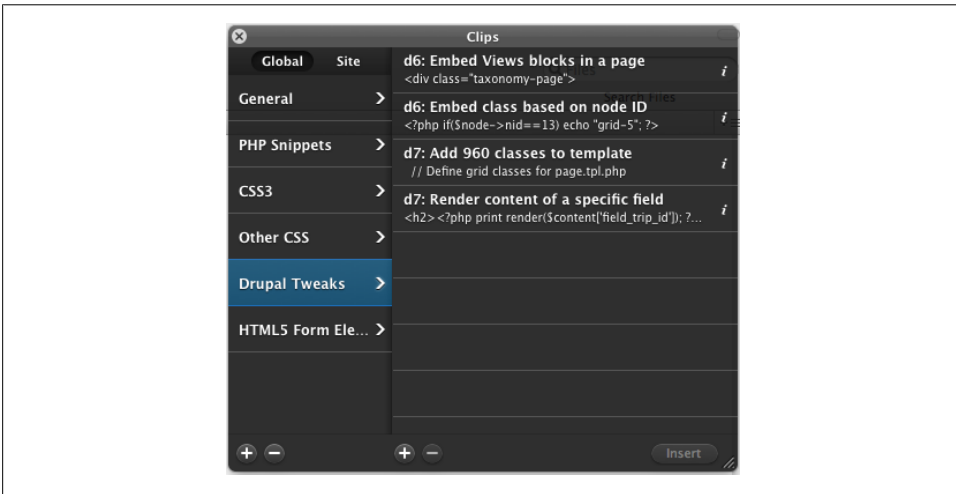 Clips
Global Site
General
PHP Snippets
CSS3
Other CSS
Drupal Tweaks
HTML5 Form Ele...
d6: Embed Views blocks in a page
<div class="taxonomy-page">
d6: Embed class based on node ID
<?php if($node->nid==13) echo "grid-5"; ?>
d7: Add 960 classes to template
// Define grid classes for page.tpl.php
d7: Render content of a specific field
<h2><?php print render($content['field_trip_id']); ?...
Search Files
Insert